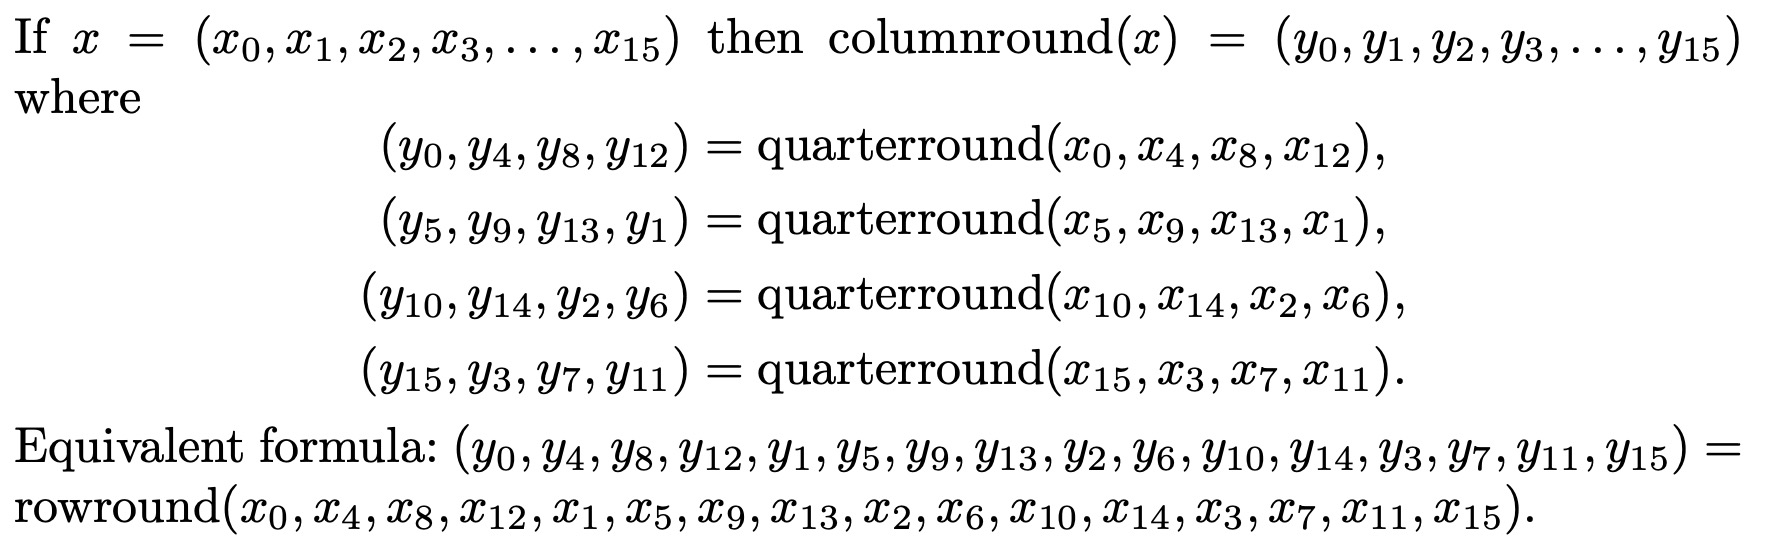 If x = (x₀, x₁, x₂, x₃, . . . , x₁₅) then columnround(x) = (y₀, y₁, y₂, y₃, . . . , y₁₅)
where
(y₀, y₄, y₈, y₁₂) = quarterround(x₀, x₄, x₈, x₁₂),
(y₅, y₉, y₁₃, y₁) = quarterround(x₅, x₉, x₁₃, x₁),
(y₁₀, y₁₄, y₂, y₆) = quarterround(x₁₀, x₁₄, x₂, x₆),
(y₁₅, y₃, y₇, y₁₁) = quarterround(x₁₅, x₃, x₇, x₁₁).
Equivalent formula: (y₀, y₄, y₈, y₁₂, y₁, y₅, y₉, y₁₃, y₂, y₆, y₁₀, y₁₄, y₃, y₇, y₁₁, y₁₅) =
rowround(x₀, x₄, x₈, x₁₂, x₁, x₅, x₉, x₁₃, x₂, x₆, x₁₀, x₁₄, x₃, x₇, x₁₁, x₁₅).